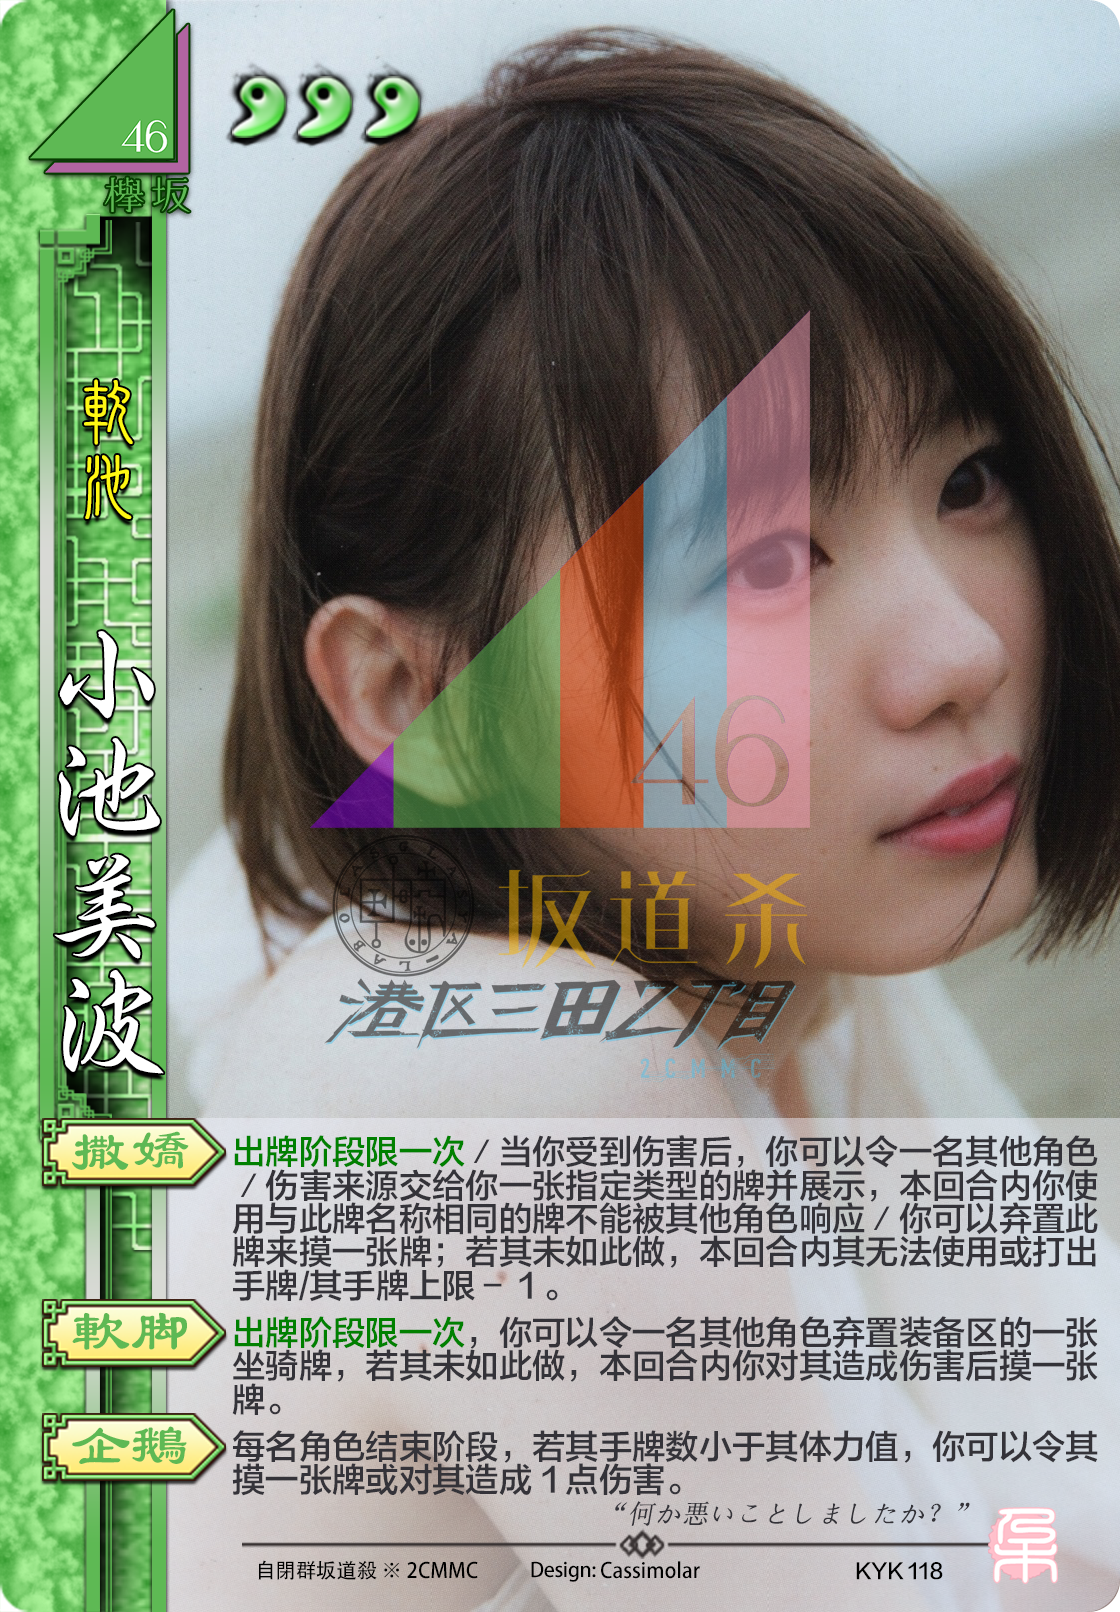 46
欅坂
軟池
小池美波
46
坂道杀
港区三田乙丁目
2.C.M.M.C
撒嬌
出牌阶段限一次／当你受到伤害后，你可以令一名其他角色
／伤害来源交给你一张指定类型的牌并展示，本回合内你使
用与此牌名称相同的牌不能被其他角色响应／你可以弃置此
牌来摸一张牌；若其未如此做，本回合内其无法使用或打出
手牌/其手牌上限－１。
軟脚
出牌阶段限一次，你可以令一名其他角色弃置装备区的一张
坐骑牌，若其未如此做，本回合内你对其造成伤害后摸一张
牌。
企鵝
每名角色结束阶段，若其手牌数小于其体力值，你可以令其
摸一张牌或对其造成１点伤害。
“何か悪いことしましたか？”
自閉群坂道殺 ※ 2CMMC Design: Cassimolar KYK 118